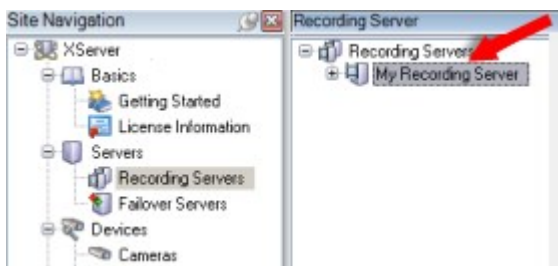 Site Navigation
XServer
Basics
Getting Started
License Information
Servers
Recording Servers
Failover Servers
Devices
Cameras
Recording Server
Recording Servers
My Recording Server